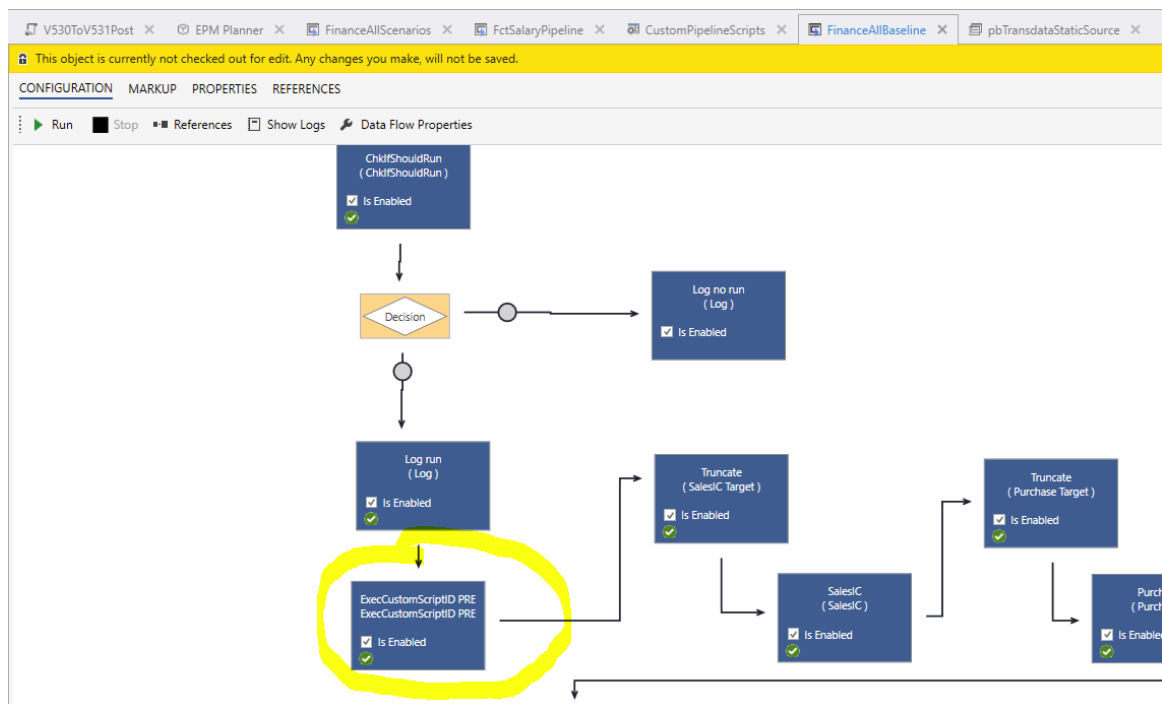 V530ToV531Post
EPM Planner
FinanceAllScenarios
FctSalaryPipeline
CustomPipelineScripts
FinanceAllBaseline
pbTransdataStaticSource
This object is currently not checked out for edit. Any changes you make, will not be saved.
CONFIGURATION MARKUP PROPERTIES REFERENCES
Run Stop References Show Logs Data Flow Properties
ChkIfShouldRun
( ChkIfShouldRun )
Is Enabled
Decision
Log no run
( Log )
Is Enabled
Log run
( Log )
Is Enabled
Truncate
( SalesIC Target )
Is Enabled
Truncate
( Purchase Target )
Is Enabled
ExecCustomScriptID PRE
ExecCustomScriptID PRE
Is Enabled
SalesIC
( SalesIC )
Is Enabled
Purch
( Purch
Is Enabled